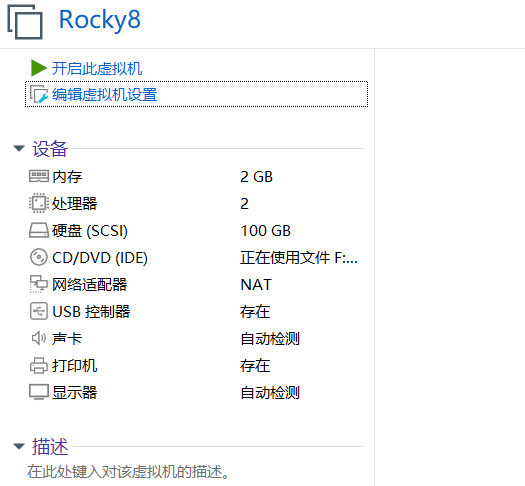 Rocky8
开启此虚拟机
编辑虚拟机设置
设备
内存 2 GB
处理器 2
硬盘 (SCSI) 100 GB
CD/DVD (IDE) 正在使用文件 F:...
网络适配器 NAT
USB 控制器 存在
声卡 自动检测
打印机 存在
显示器 自动检测
描述
在此处键入对该虚拟机的描述。